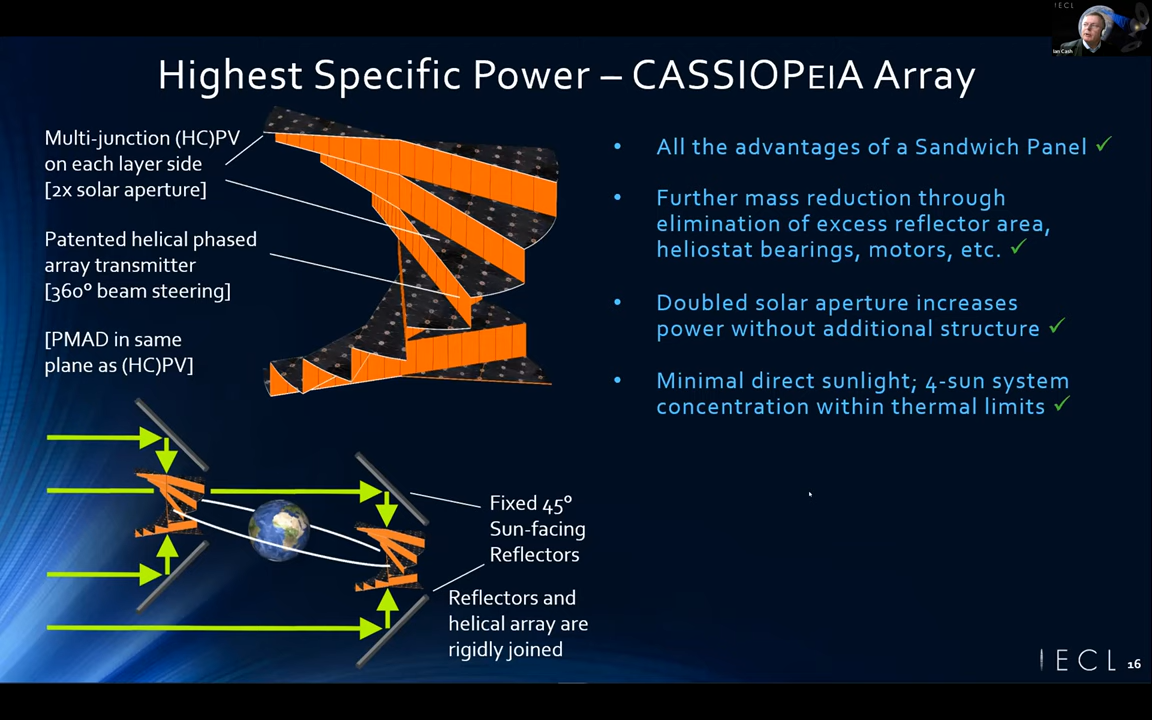 IECL
Ian Cash
Highest Specific Power – CASSIOPEIA Array
Multi-junction (HC)PV
on each layer side
[2x solar aperture]
Patented helical phased
array transmitter
[360° beam steering]
[PMAD in same
plane as (HC)PV]
• All the advantages of a Sandwich Panel ✓
• Further mass reduction through
elimination of excess reflector area,
heliostat bearings, motors, etc. ✓
• Doubled solar aperture increases
power without additional structure ✓
• Minimal direct sunlight; 4-sun system
concentration within thermal limits ✓
Fixed 45°
Sun-facing
Reflectors
Reflectors and
helical array are
rigidly joined
IECL 16